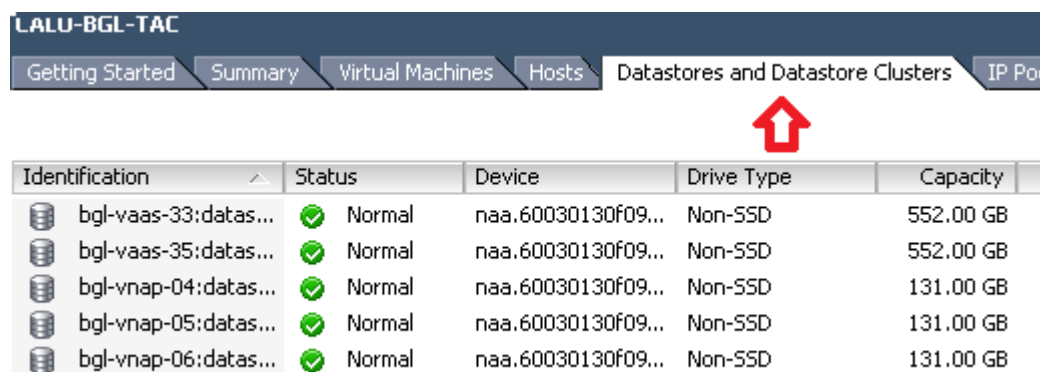 LALU-BGL-TAC
Getting Started Summary Virtual Machines Hosts Datastores and Datastore Clusters IP Poo
Identification Status Device Drive Type Capacity
bgl-vaas-33:datas... Normal naa.60030130f09... Non-SSD 552.00 GB
bgl-vaas-35:datas... Normal naa.60030130f09... Non-SSD 552.00 GB
bgl-vnap-04:datas... Normal naa.60030130f09... Non-SSD 131.00 GB
bgl-vnap-05:datas... Normal naa.60030130f09... Non-SSD 131.00 GB
bgl-vnap-06:datas... Normal naa.60030130f09... Non-SSD 131.00 GB